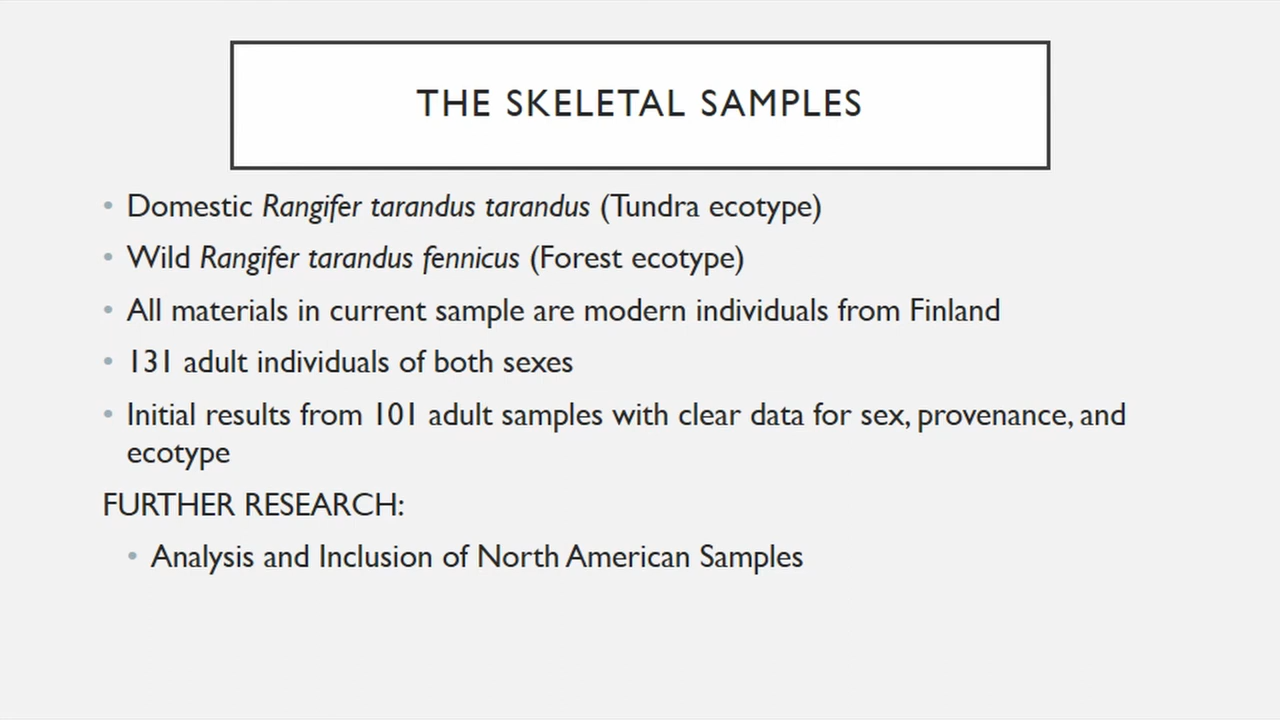 THE SKELETAL SAMPLES
• Domestic Rangifer tarandus tarandus (Tundra ecotype)
• Wild Rangifer tarandus fennicus (Forest ecotype)
• All materials in current sample are modern individuals from Finland
• 131 adult individuals of both sexes
• Initial results from 101 adult samples with clear data for sex, provenance, and
ecotype
FURTHER RESEARCH:
• Analysis and Inclusion of North American Samples